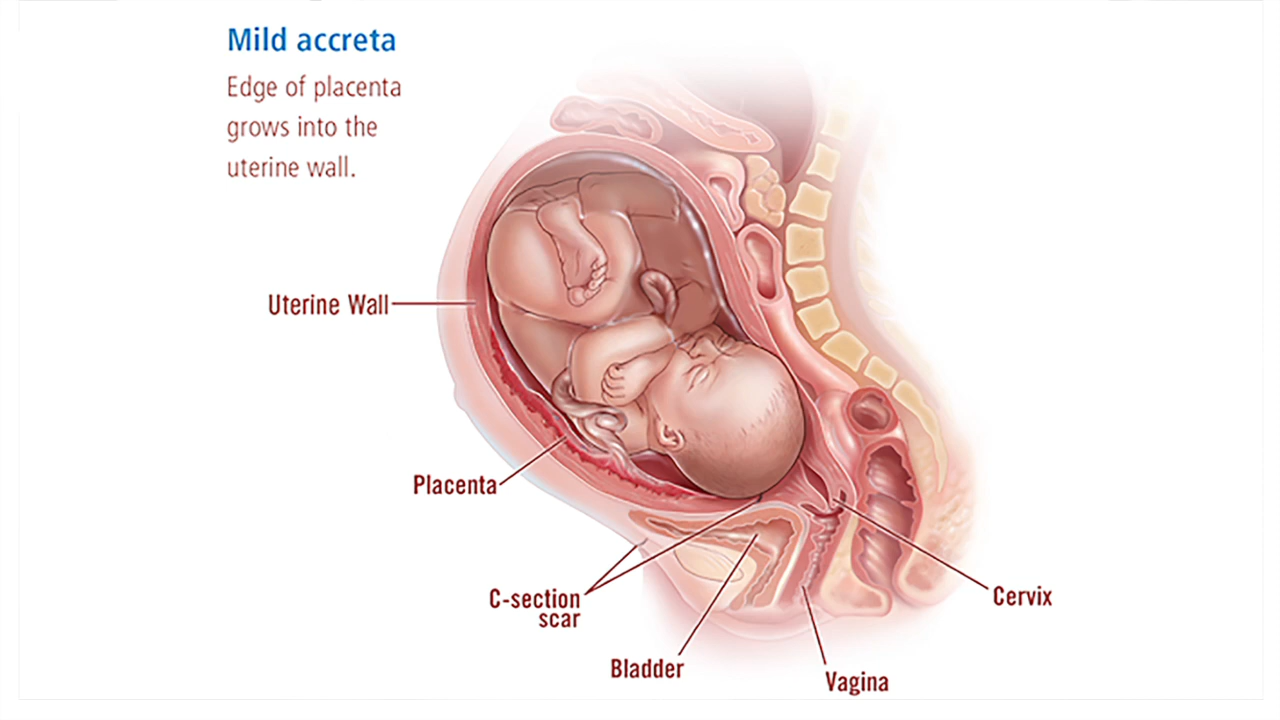 Mild accreta
Edge of placenta
grows into the
uterine wall.
Uterine Wall
Placenta
C-section
scar
Bladder
Vagina
Cervix